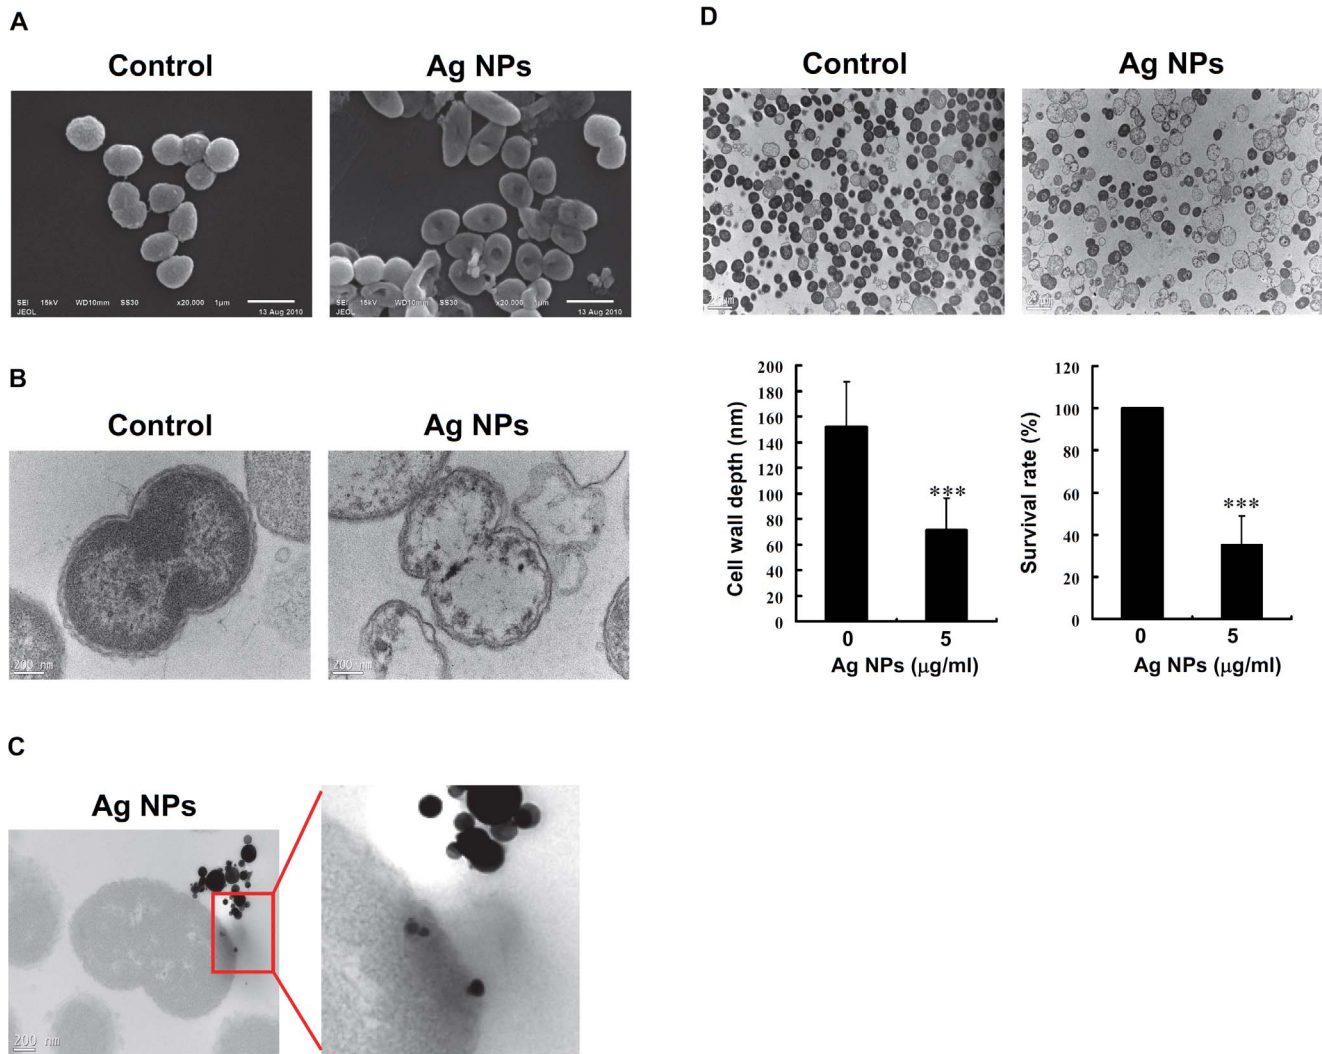 A
Control
Ag NPs
SEI 15kV WD10mm SS30 x20,000 1μm
JEOL 13 Aug 2010
SEI 15kV WD10mm SS30 x20,000 1μm
JEOL 13 Aug 2010
B
Control
Ag NPs
200 nm
200 nm
C
Ag NPs
200 nm
D
Control
Ag NPs
200
180
160
140
120
100
80
60
40
20
0
Cell wall depth (nm)
***
0
5
Ag NPs (μg/ml)
120
100
80
60
40
20
0
Survival rate (%)
***
0
5
Ag NPs (μg/ml)